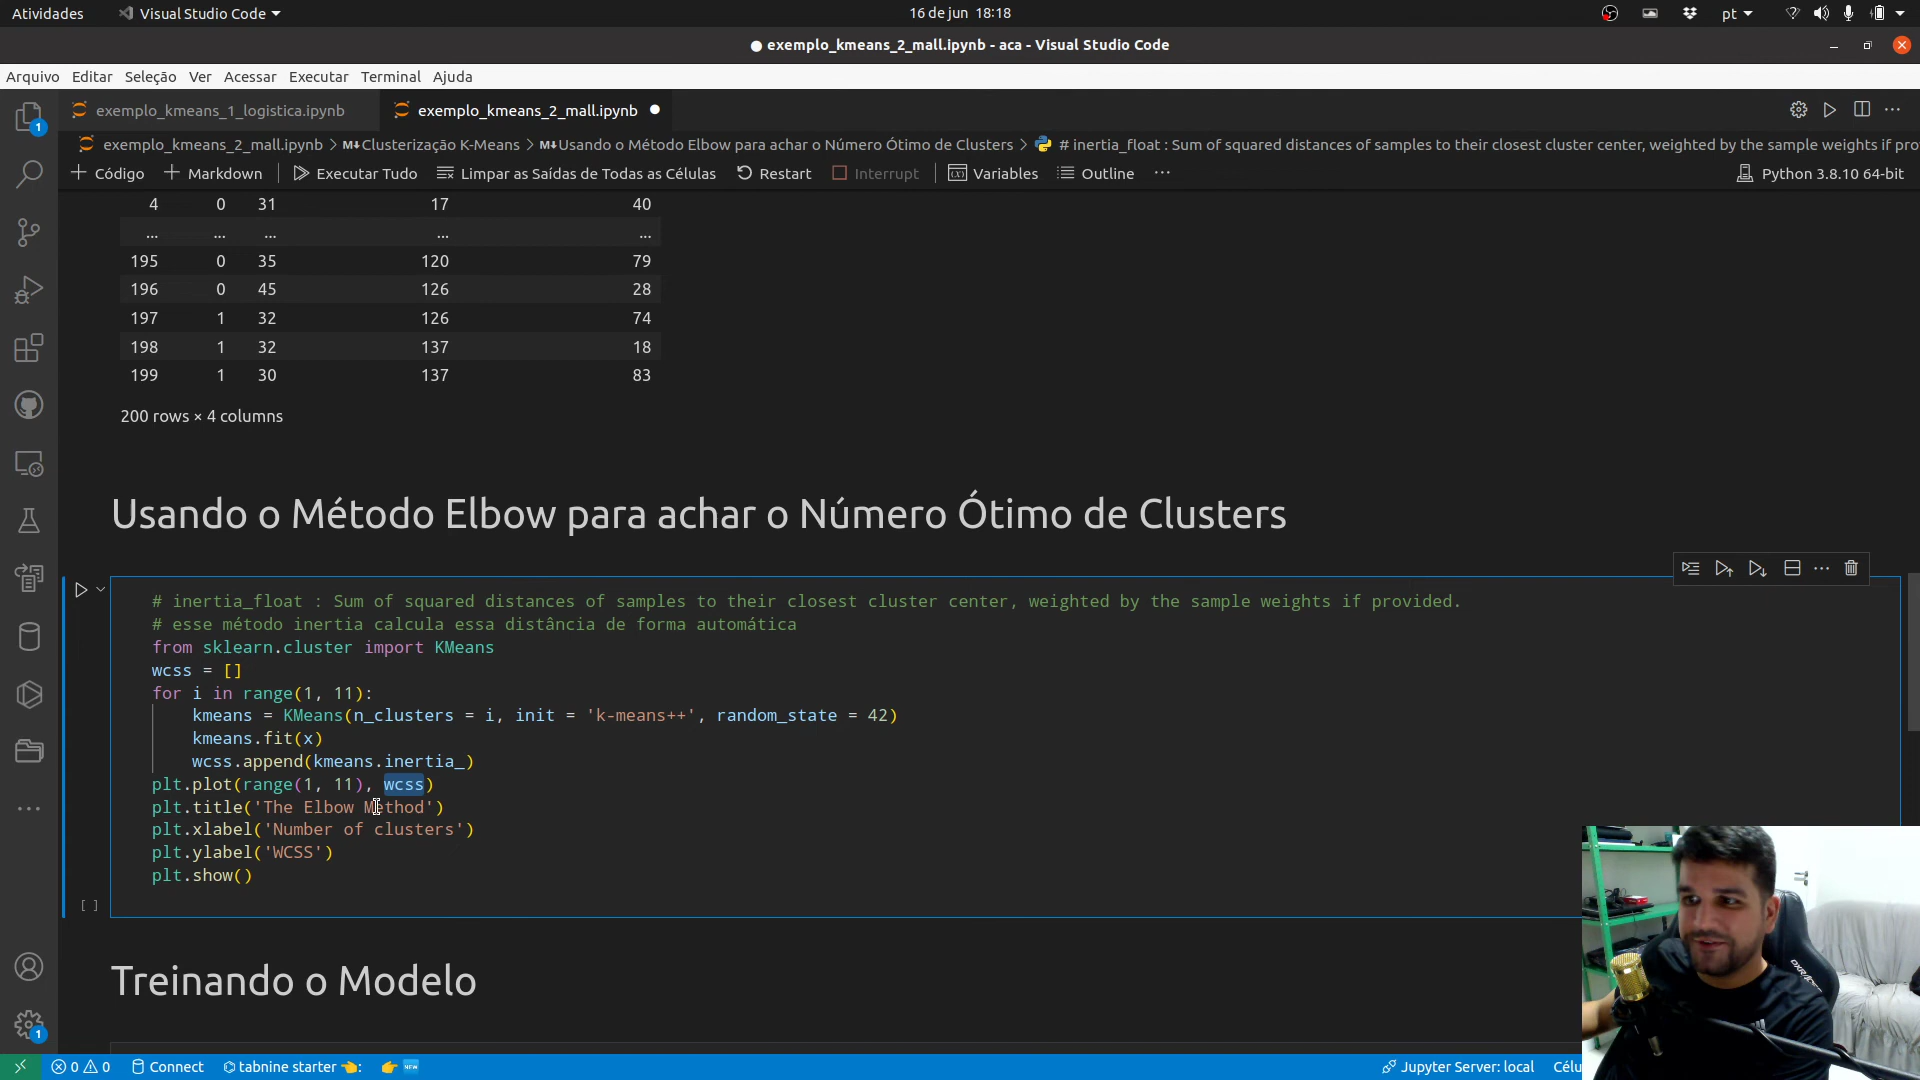 Atividades
Visual Studio Code
16 de jun 18:18
pt
exemplo_kmeans_2_mall.ipynb - aca - Visual Studio Code
Arquivo Editar Seleção Ver Acessar Executar Terminal Ajuda
exemplo_kmeans_1_logistica.ipynb
exemplo_kmeans_2_mall.ipynb
exemplo_kmeans_2_mall.ipynb > M↓Clusterização K-Means > M↓Usando o Método Elbow para achar o Número Ótimo de Clusters > # inertia_float : Sum of squared distances of samples to their closest cluster center, weighted by the sample weights if pro
+ Código + Markdown Executar Tudo Limpar as Saídas de Todas as Células Restart Interrupt Variables Outline ···
Python 3.8.10 64-bit
4 0 31 17 40
... ... ... ... ...
195 0 35 120 79
196 0 45 126 28
197 1 32 126 74
198 1 32 137 18
199 1 30 137 83
200 rows × 4 columns
Usando o Método Elbow para achar o Número Ótimo de Clusters
# inertia_float : Sum of squared distances of samples to their closest cluster center, weighted by the sample weights if provided.
# esse método inertia calcula essa distância de forma automática
from sklearn.cluster import KMeans
wcss = []
for i in range(1, 11):
    kmeans = KMeans(n_clusters = i, init = 'k-means++', random_state = 42)
    kmeans.fit(x)
    wcss.append(kmeans.inertia_)
plt.plot(range(1, 11), wcss)
plt.title('The Elbow Method')
plt.xlabel('Number of clusters')
plt.ylabel('WCSS')
plt.show()
[ ]
Treinando o Modelo
1
1
0 0 Connect tabnine starter
NEW
Jupyter Server: local Célu